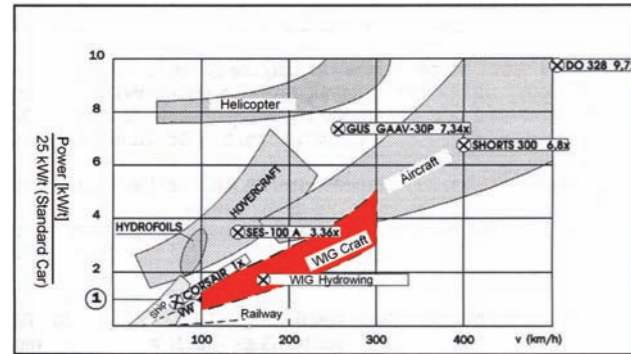 Power [kW/t]
25 kW/t (Standard Car)
10
8
6
4
2
1
Helicopter
HOVERCRAFT
HYDROFOILS
GUS GAAV-30P 7,34x
DO 328 9,7
SHORTS 300 6,8x
Aircraft
SES-100 A 3,36x
WIG Craft
CORSAIR 1x
WIG Hydrowing
Ship
VW
Railway
100
200
300
400
v (km/h)